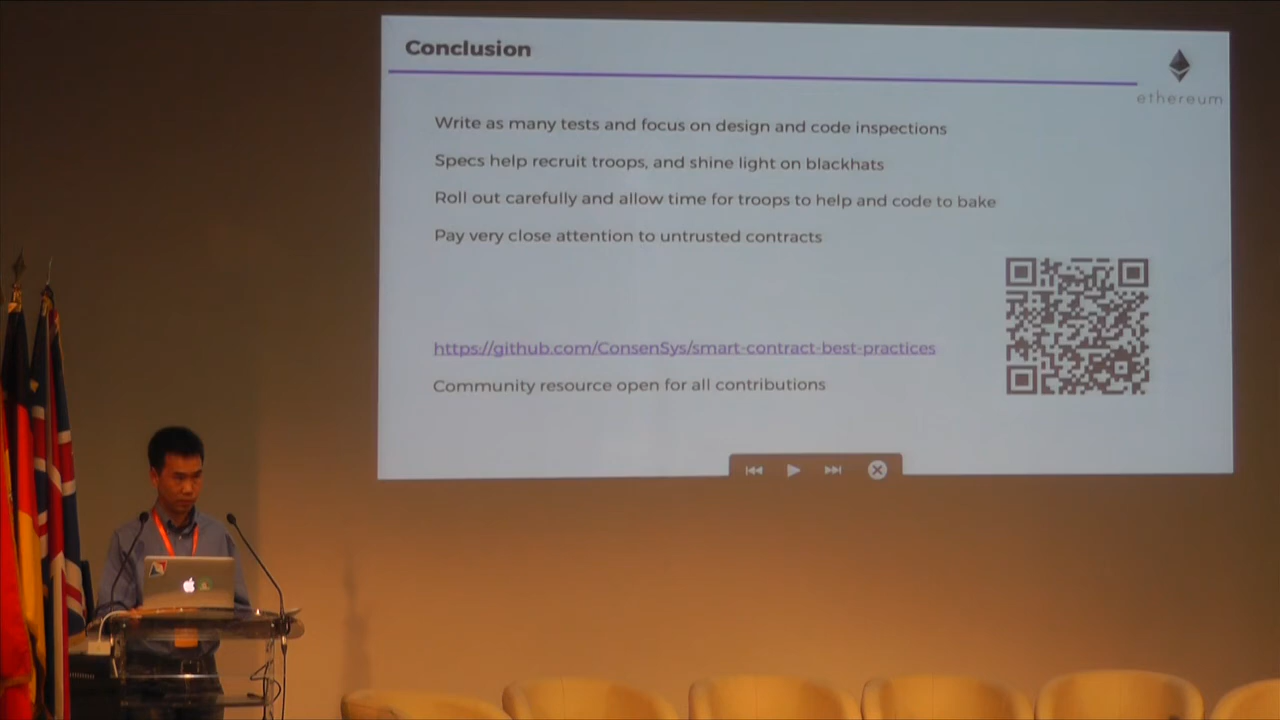 Conclusion
ethereum
Write as many tests and focus on design and code inspections
Specs help recruit troops, and shine light on blackhats
Roll out carefully and allow time for troops to help and code to bake
Pay very close attention to untrusted contracts
https://github.com/ConsenSys/smart-contract-best-practices
Community resource open for all contributions